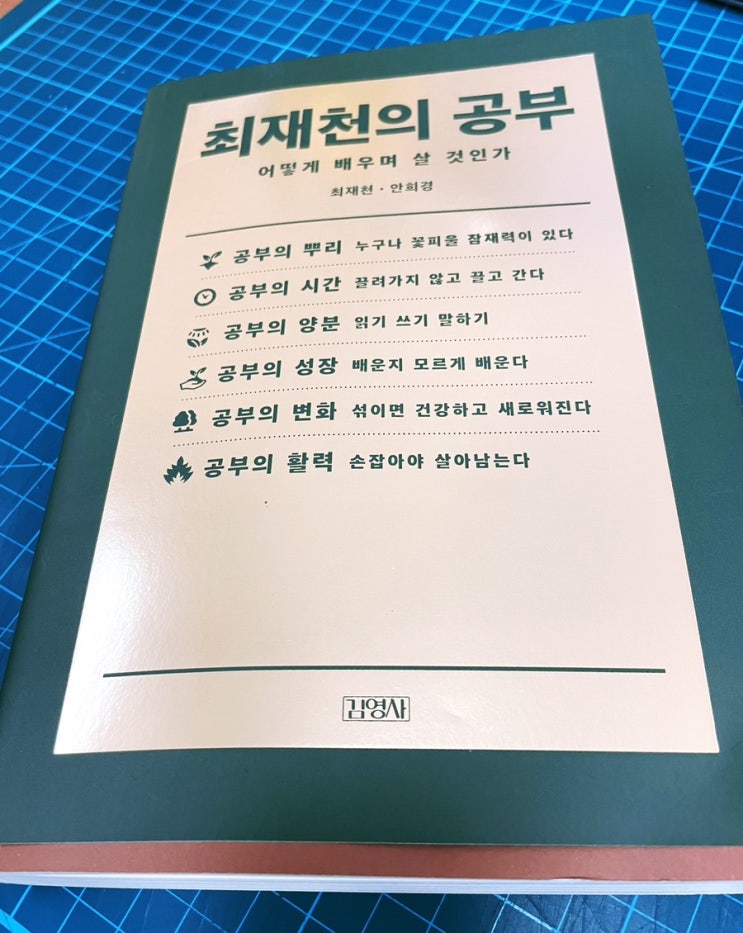 최재천의 공부
어떻게 배우며 살 것인가
최재천 · 안희경
공부의 뿌리 누구나 꽃피울 잠재력이 있다
공부의 시간 끌려가지 않고 끌고 간다
공부의 양분 읽기 쓰기 말하기
공부의 성장 배운지 모르게 배운다
공부의 변화 섞이면 건강하고 새로워진다
공부의 활력 손잡아야 살아남는다
김영사